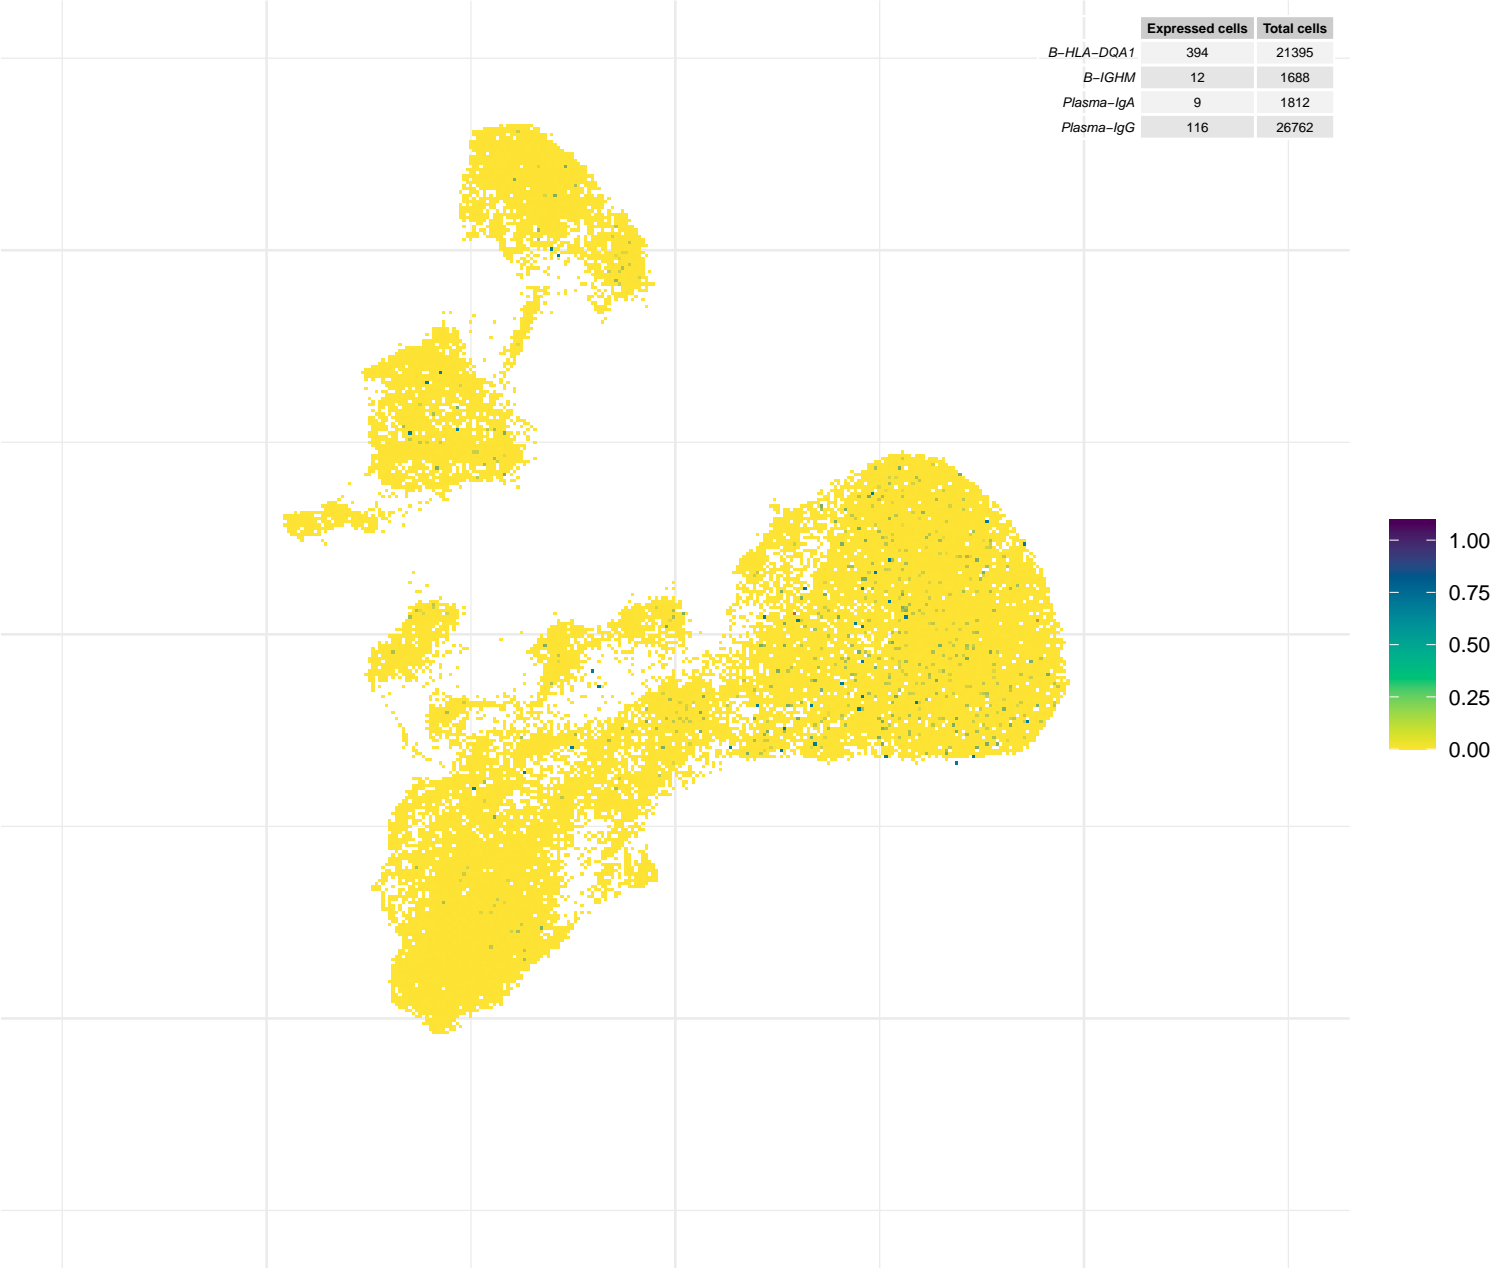 Expressed cells Total cells
B−HLA−DQA1 394 21395
B−IGHM 12 1688
Plasma−IgA 9 1812
Plasma−IgG 116 26762
1.00
0.75
0.50
0.25
0.00